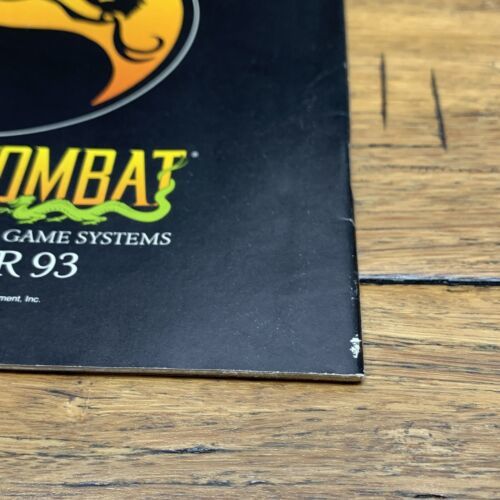 OMBAT®
GAME SYSTEMS
R 93
ment, Inc.